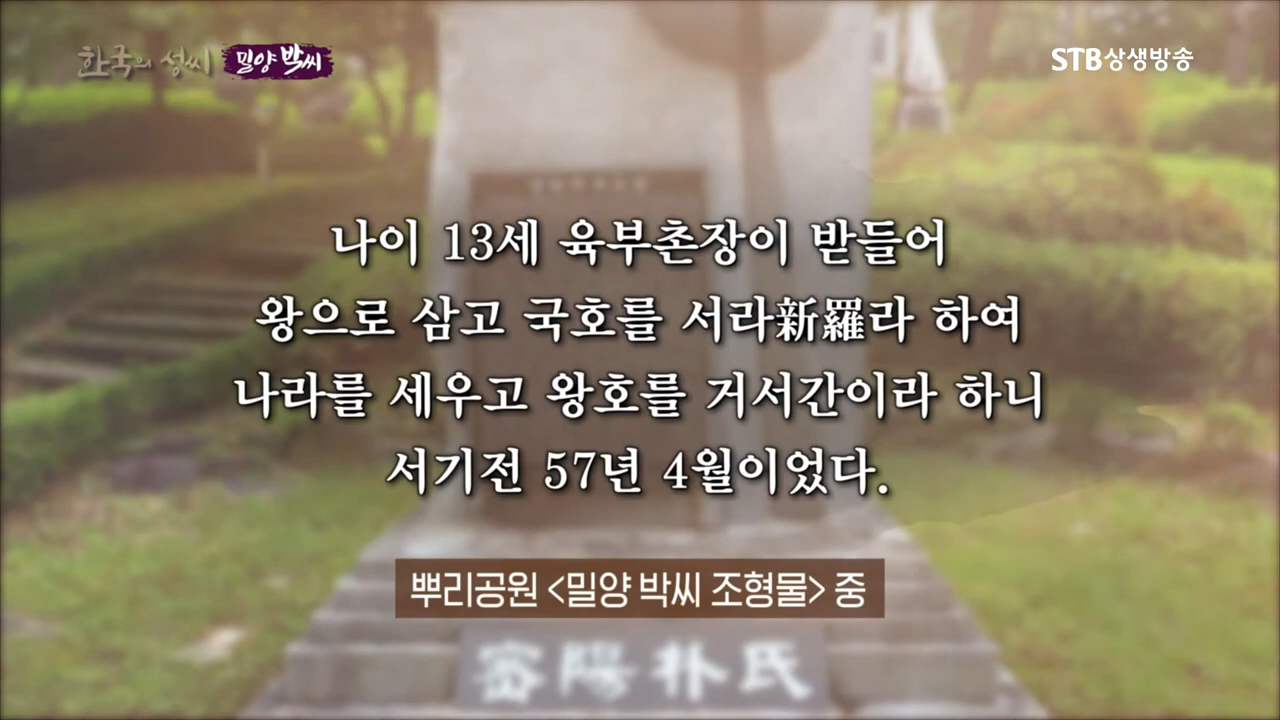 한국의 성씨 밀양 박씨
STB상생방송
나이 13세 육부촌장이 받들어
왕으로 삼고 국호를 서라新羅라 하여
나라를 세우고 왕호를 거서간이라 하니
서기전 57년 4월이었다.
뿌리공원 <밀양 박씨 조형물> 중
密陽朴氏